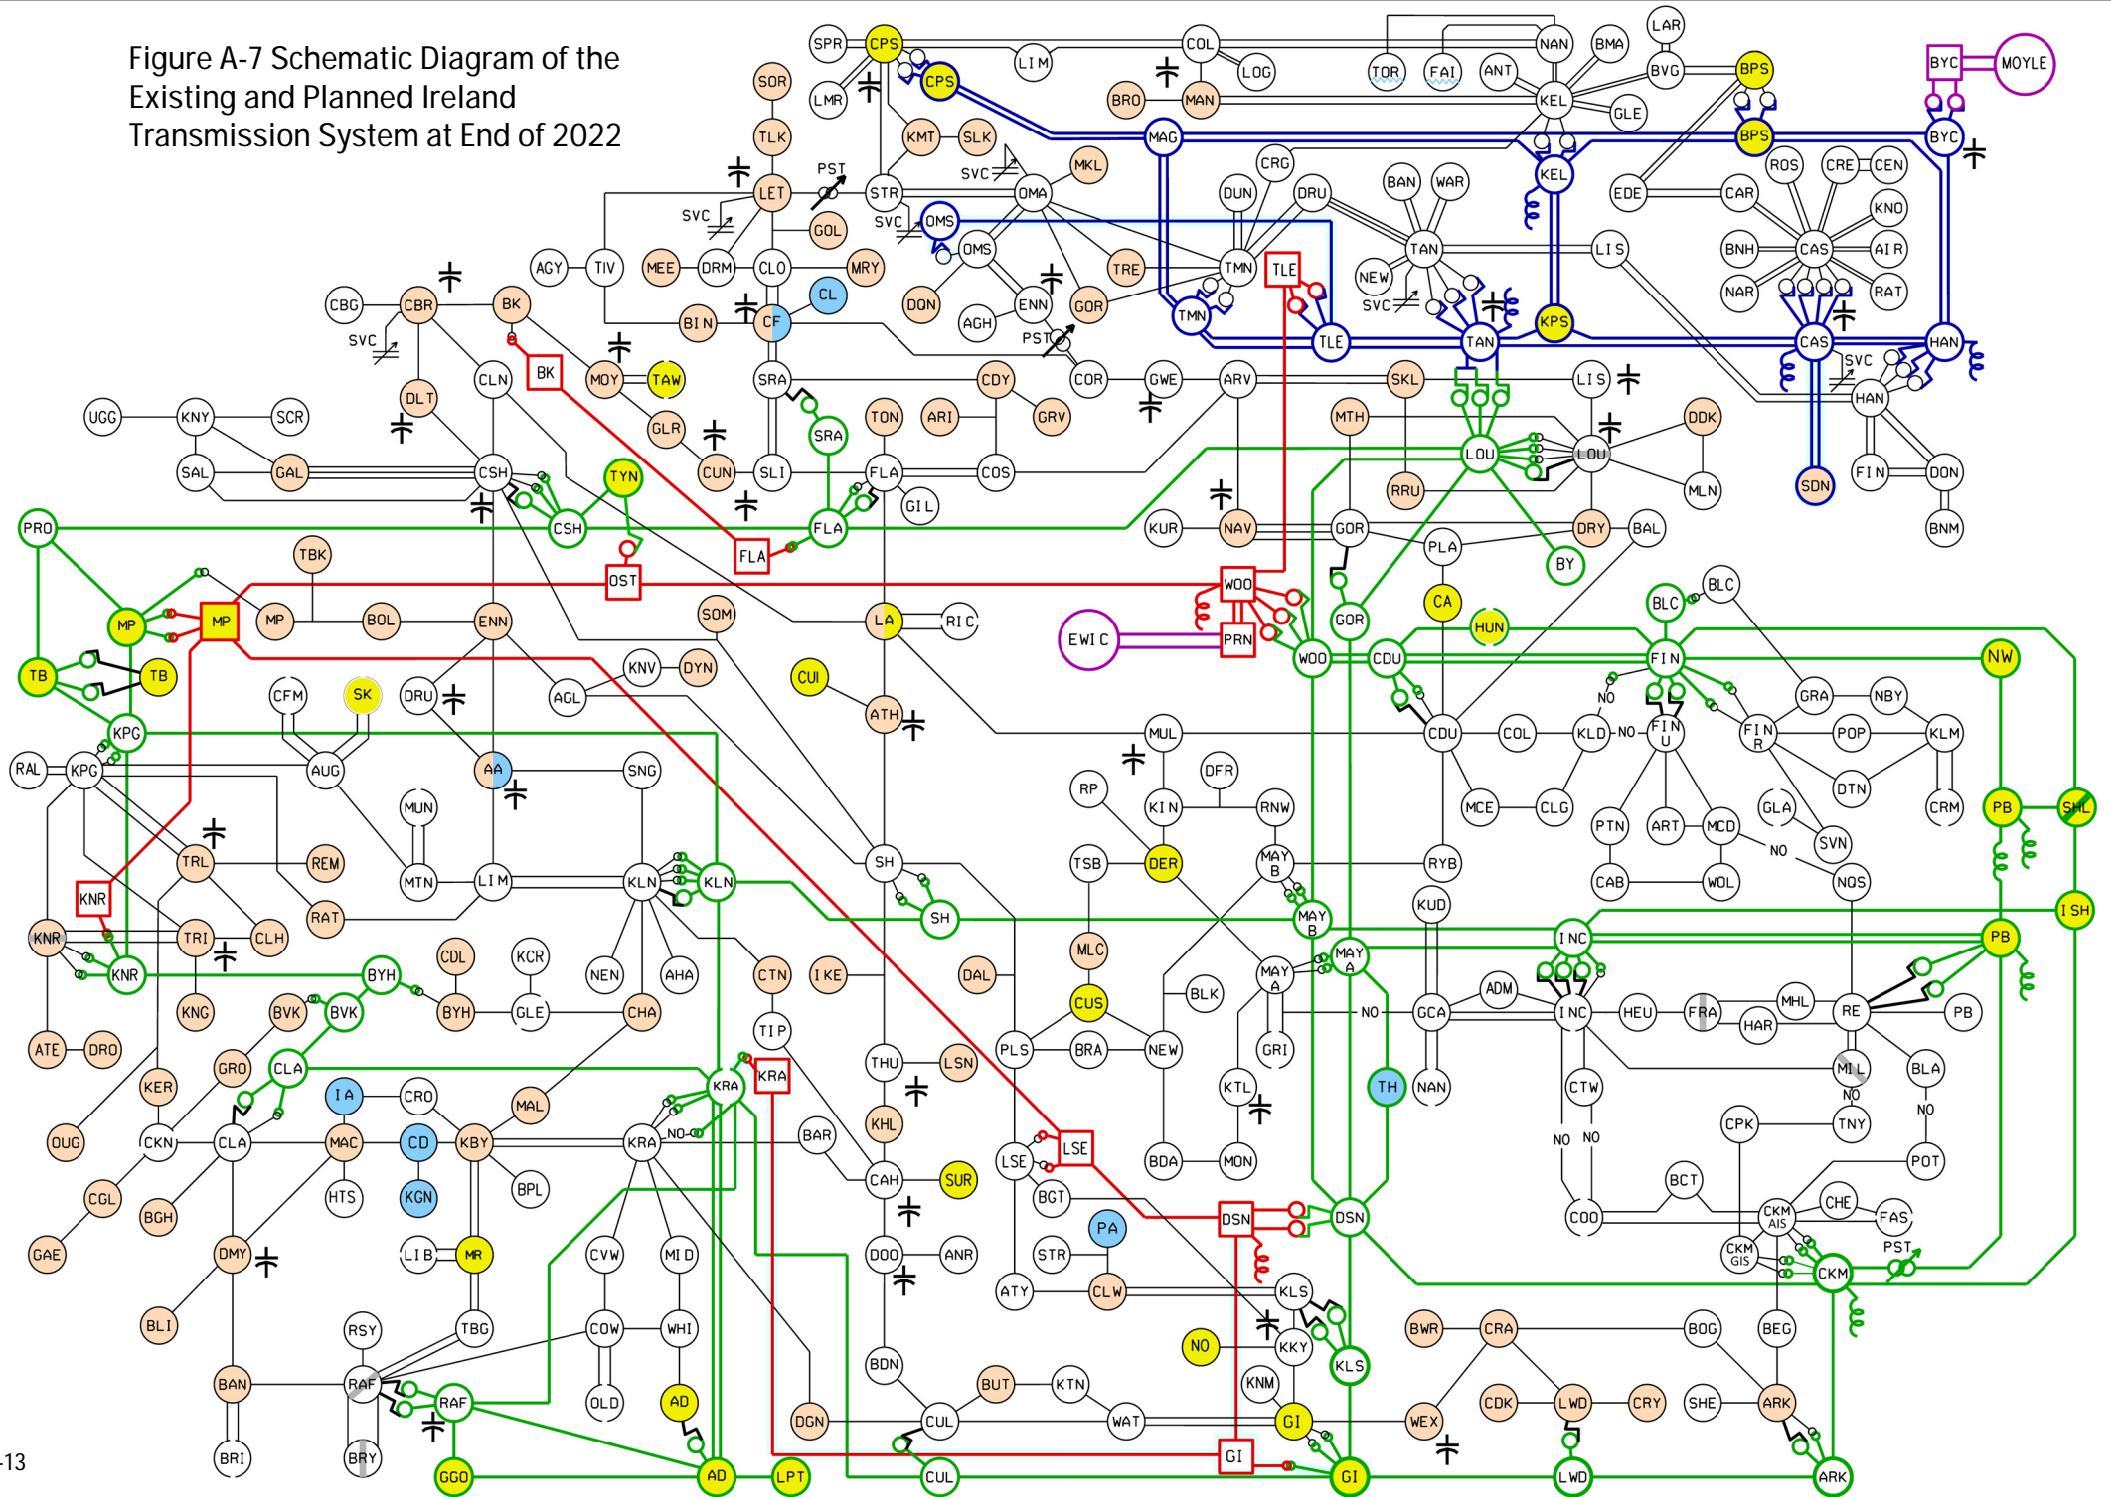 Figure A-7 Schematic Diagram of the
Existing and Planned Ireland
Transmission System at End of 2022
SPR CPS LIM COL LOG TOR FAI NAN BMA LAR
BYC MOYLE
SOR LMR CPS BRO MAN ANT KEL BVG BPS GLE
TLK KMT SLK MAG BPS BYC
PST SVC MKL CRG BAN WAR KEL ROS CRE CEN
LET STR OMA DUN DRU EDE CAR KNO
SVC GOL SVC OMS OMS TAN LIS BNH CAS AIR
AGY TIV MEE DRM CLO MRY TRE TMN TLE NEW SVC NAR RAT
CBG CBR BK CL DON ENN GOR
BIN CF AGH PST TMN TLE TAN KPS CAS HAN
SVC BK SVC
CLN MOY TAW SRA CDY COR GWE ARV SKL LIS
DLT HAN
UGG KNY SCR GLR SRA TON ARI GRV MTH DDK
LOU LOU
SAL GAL CSH TYN CUN SLI FLA COS RRU MLN SDN FIN DON
GIL
PRO CSH FLA KUR NAV GOR DRY BAL BNM
TBK FLA PLA
OST WOO BY BLC BLC
CA
MP MP MP BOL ENN SOM LA RIC GOR HUN
EWIC PRN
TB TB KNV DYN CUI WOO CDU FIN NW
CFM SK DRU AGL NO GRA NBY
ATH
KPG MUL CDU COL KLD NO FIN U FIN R POP KLM
RAL KPG AUG AA SNG DFR
RP DTN
MUN KIN RNW MCE CLG GLA CRM PB SHL
PTN ART MCD SVN
TRL REM SH TSB DER MAY B RYB NO
MTN LIM KLN KLN CAB WOL NOS
KNR KUD
RAT SH MAY B ISH
KNR TRI CLH INC PB
CDL KCR MLC MAY A
KNR BYH NEN AHA CTN IKE DAL MAY A
BLK ADM
CUS MHL
KNG BVK BVK BYH GLE CHA NO GCA INC HEU FRA HAR RE PB
TIP
ATE DRO PLS BRA NEW GRI
GRO CLA THU LSN MIL BLA
KER IA CRO KRA KRA KTL TH NAN CTW
MAL NO NO
KHL CPK TNY
OUG CKN CLA MAC CD KBY KRA NO BAR NO NO
LSE LSE BDA MON POT
CAH SUR BCT
CGL HTS KGN BPL BGT CHE
BGH PA DSN DSN COO CKM AIS FAS
GAE DMY LIB MR CVW MID DOO ANR STR CKM GIS PST
CKM
ATY CLW KLS
BLI RSY TBG COW WHI BWR CRA BOG BEG
NO KKY
BDN KLS
BAN RAF BUT KTN KNM
RAF OLD AD CDK LWD CRY SHE ARK
DGN CUL WAT GI WEX
BRI BRY GI
GGO AD LPT CUL GI LWD ARK
-13